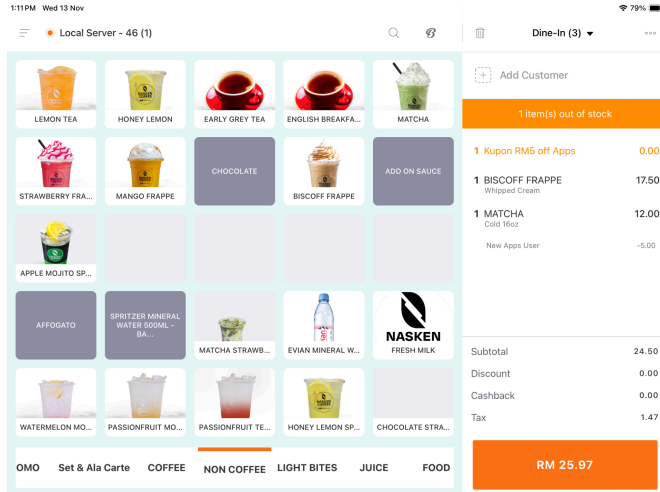 1:11 PM Wed 13 Nov
79%
Local Server - 46 (1)
Dine-In (3)
Add Customer
1 item(s) out of stock
LEMON TEA
HONEY LEMON
EARLY GREY TEA
ENGLISH BREAKFA...
MATCHA
1 Kupon RM5 off Apps 0.00
STRAWBERRY FRA...
MANGO FRAPPE
CHOCOLATE
BISCOFF FRAPPE
ADD ON SAUCE
1 BISCOFF FRAPPE 17.50
Whipped Cream
1 MATCHA 12.00
Cold 16oz
New Apps User -5.00
APPLE MOJITO SP...
AFFOGATO
SPRITZER MINERAL
WATER 500ML -
BA...
MATCHA STRAWB...
EVIAN MINERAL W...
NASKEN
FRESH MILK
Subtotal 24.50
Discount 0.00
Cashback 0.00
Tax 1.47
WATERMELON MO...
PASSIONFRUIT MO...
PASSIONFRUIT TE...
HONEY LEMON SP...
CHOCOLATE STRA...
OMO
Set & Ala Carte
COFFEE
NON COFFEE
LIGHT BITES
JUICE
FOOD
RM 25.97